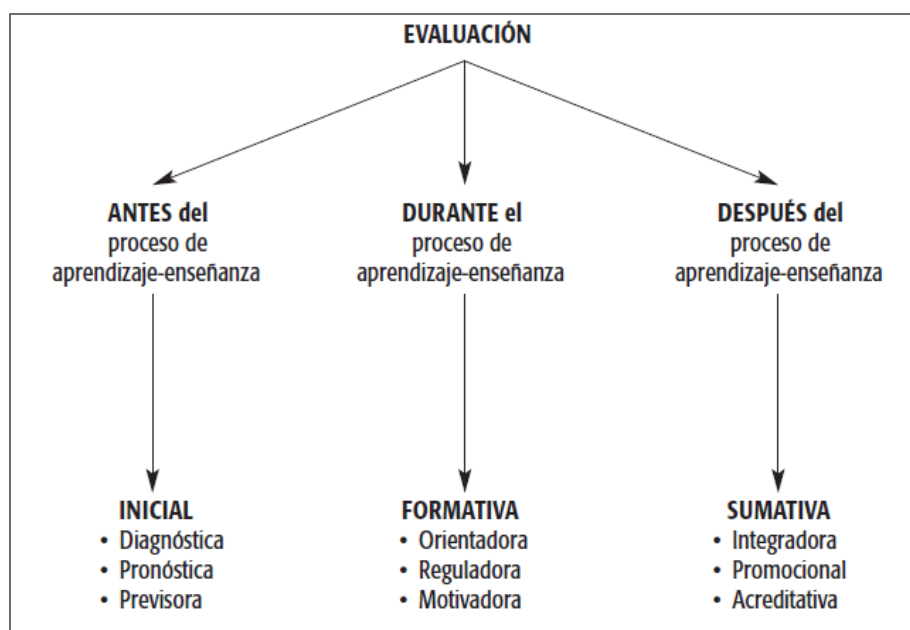 EVALUACIÓN
ANTES del
proceso de
aprendizaje-enseñanza
DURANTE el
proceso de
aprendizaje-enseñanza
DESPUÉS del
proceso de
aprendizaje-enseñanza
INICIAL
• Diagnóstica
• Pronóstica
• Previsora
FORMATIVA
• Orientadora
• Reguladora
• Motivadora
SUMATIVA
• Integradora
• Promocional
• Acreditativa